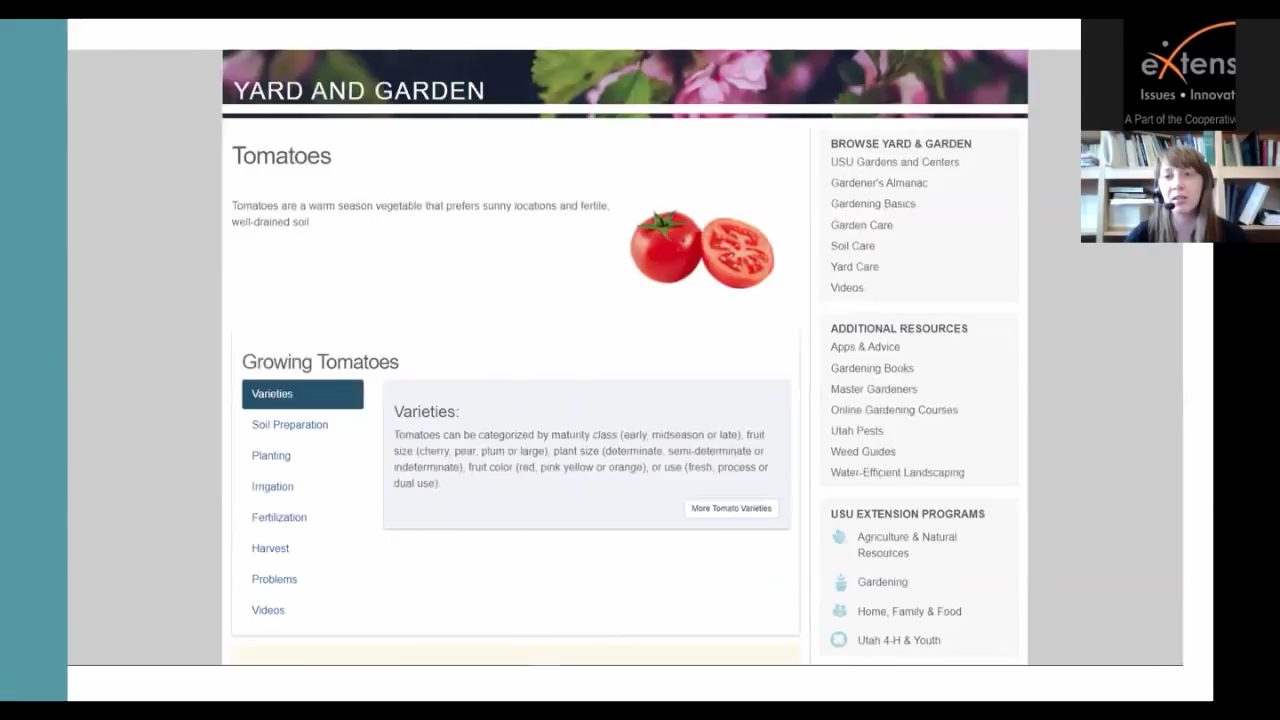 YARD AND GARDEN
Tomatoes
Tomatoes are a warm season vegetable that prefers sunny locations and fertile,
well-drained soil
Growing Tomatoes
Varieties
Soil Preparation
Planting
Irrigation
Fertilization
Harvest
Problems
Videos
Varieties:
Tomatoes can be categorized by maturity class (early, midseason or late), fruit
size (cherry, pear, plum or large), plant size (determinate, semi-determinate or
indeterminate), fruit color (red, pink yellow or orange), or use (fresh, process or
dual use).
More Tomato Varieties
BROWSE YARD & GARDEN
USU Gardens and Centers
Gardener's Almanac
Gardening Basics
Garden Care
Soil Care
Yard Care
Videos
ADDITIONAL RESOURCES
Apps & Advice
Gardening Books
Master Gardeners
Online Gardening Courses
Utah Pests
Weed Guides
Water-Efficient Landscaping
USU EXTENSION PROGRAMS
Agriculture & Natural
Resources
Gardening
Home, Family & Food
Utah 4-H & Youth
eXtens
Issues • Innovat
A Part of the Cooperativ